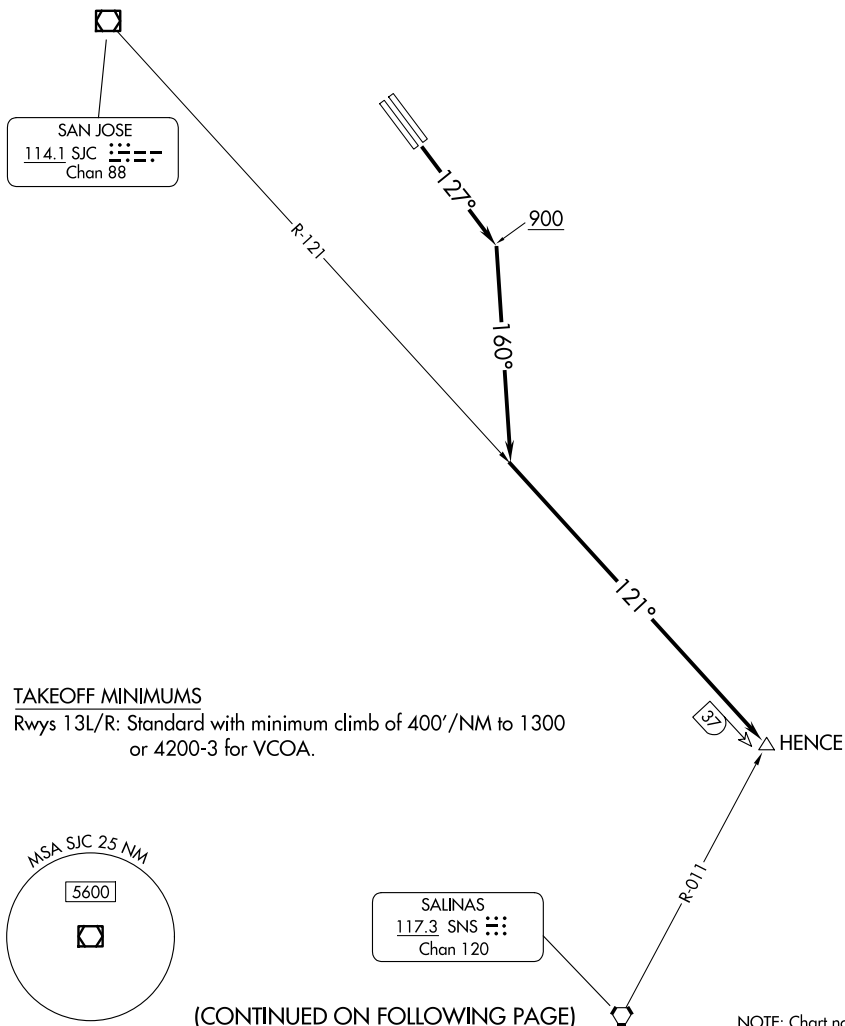 SAN JOSE
114.1 SJC
Chan 88
127°
900
R-121
160°
121°
TAKEOFF MINIMUMS
Rwys 13L/R: Standard with minimum climb of 400'/NM to 1300
or 4200-3 for VCOA.
37
HENCE
MSA SJC 25 NM
5600
R-011
SALINAS
117.3 SNS
Chan 120
(CONTINUED ON FOLLOWING PAGE)
NOTE: Chart no